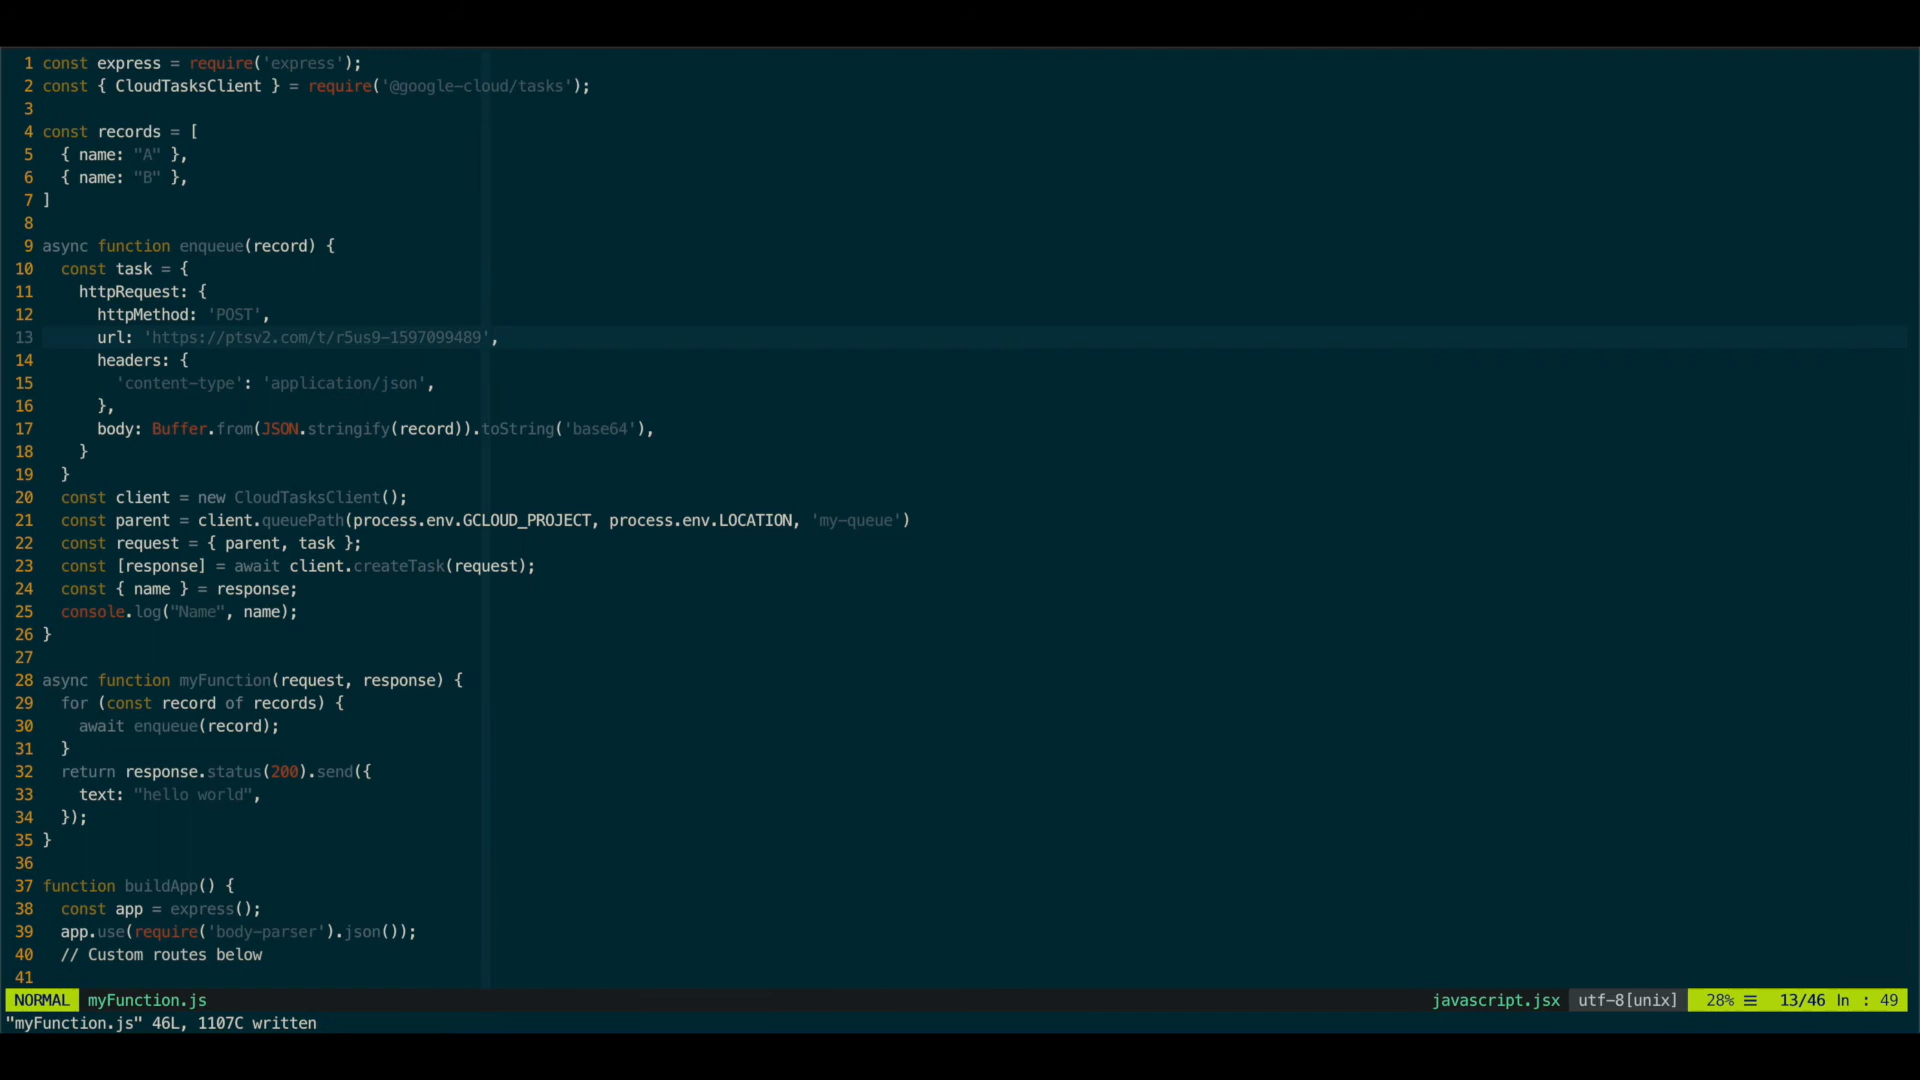 1 const express = require('express');
2 const { CloudTasksClient } = require('@google-cloud/tasks');
3
4 const records = [
5   { name: "A" },
6   { name: "B" },
7 ]
8
9 async function enqueue(record) {
10   const task = {
11     httpRequest: {
12       httpMethod: 'POST',
13       url: 'https://ptsv2.com/t/r5us9-1597099489',
14       headers: {
15         'content-type': 'application/json',
16       },
17       body: Buffer.from(JSON.stringify(record)).toString('base64'),
18     }
19   }
20   const client = new CloudTasksClient();
21   const parent = client.queuePath(process.env.GCLOUD_PROJECT, process.env.LOCATION, 'my-queue')
22   const request = { parent, task };
23   const [response] = await client.createTask(request);
24   const { name } = response;
25   console.log("Name", name);
26 }
27
28 async function myFunction(request, response) {
29   for (const record of records) {
30     await enqueue(record);
31   }
32   return response.status(200).send({
33     text: "hello world",
34   });
35 }
36
37 function buildApp() {
38   const app = express();
39   app.use(require('body-parser').json());
40   // Custom routes below
41
NORMAL myFunction.js javascript.jsx utf-8[unix] 28% ☰ 13/46 ln : 49
"myFunction.js" 46L, 1107C written